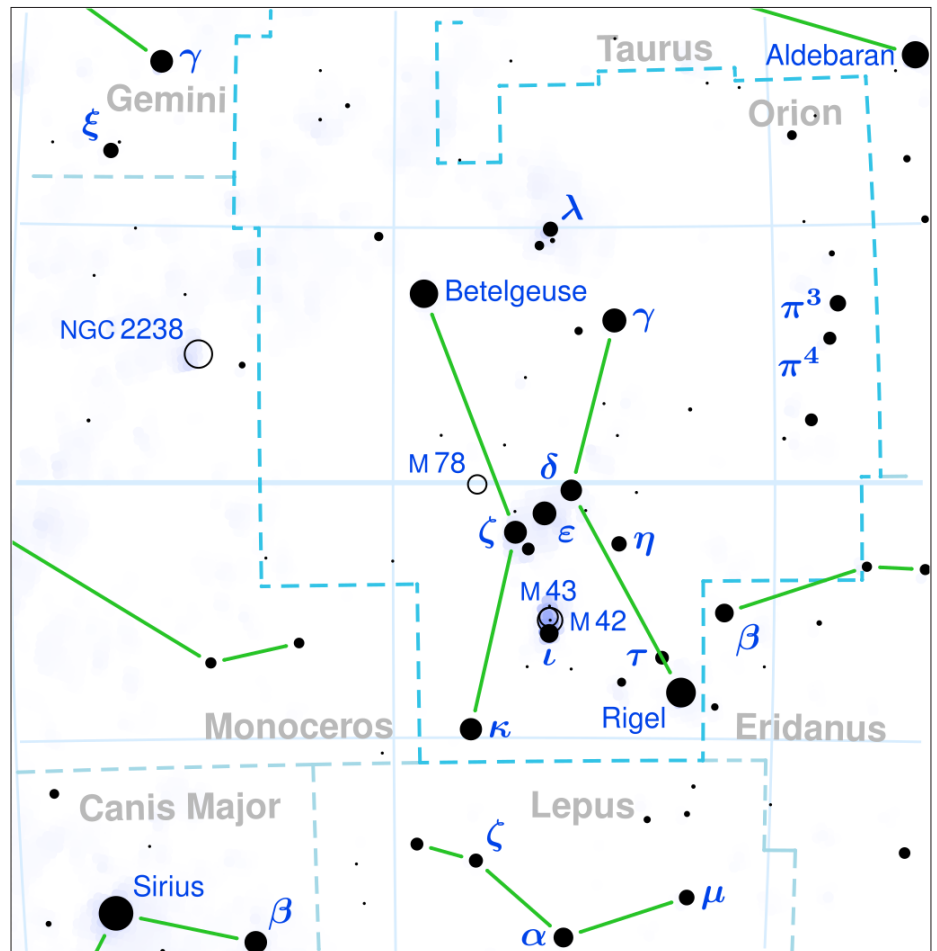 Taurus
Aldebaran
γ
Gemini
Orion
ξ
λ
Betelgeuse
π³
γ
NGC 2238
π⁴
M 78
δ
ζ
ε
η
M 43
M 42
β
ι
τ
Rigel
Monoceros
κ
Eridanus
Canis Major
Lepus
ζ
Sirius
μ
β
α